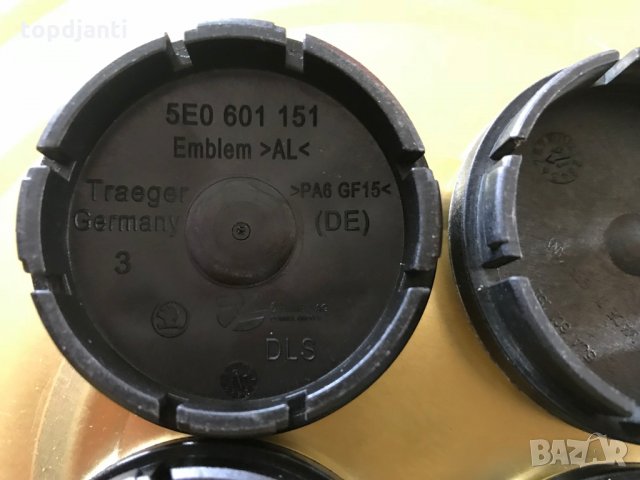 topdjanti
5E0 601 151
Emblem >AL<
Traeger
Germany
>PA6 GF15<
(DE)
3
DLS
BAZAR